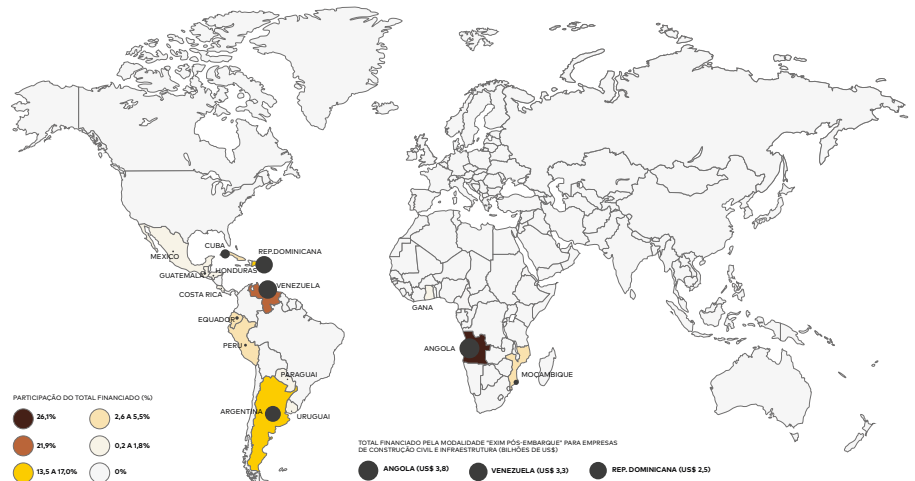 CUBA
REP.DOMINICANA
MEXICO
HONDURAS
GUATEMALA
VENEZUELA
COSTA RICA
GANA
EQUADOR
PERU
ANGOLA
MOÇAMBIQUE
PARAGUAI
ARGENTINA
URUGUAI
PARTICIPAÇÃO DO TOTAL FINANCIADO (%)
26,1%
2,6 A 5,5%
21,9%
0,2 A 1,8%
13,5 A 17,0%
0%
TOTAL FINANCIADO PELA MODALIDADE "EXIM PÓS-EMBARQUE" PARA EMPRESAS
DE CONSTRUÇÃO CIVIL E INFRAESTRUTURA (BILHÕES DE US$)
ANGOLA (US$ 3,8)
VENEZUELA (US$ 3,3)
REP. DOMINICANA (US$ 2,5)